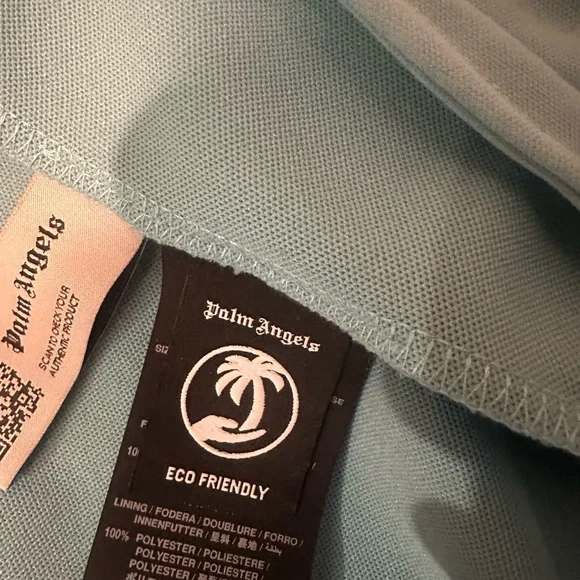 Palm Angels
SCAN TO CHECK YOUR
AUTHENTIC PRODUCT
Palm Angels
ECO FRIENDLY
LINING / FODERA / DOUBLURE / FORRO /
INNENFUTTER / 里料 / 裏地 / بطانة
100% POLYESTER / POLIESTERE /
POLYESTER / POLIÉSTER /